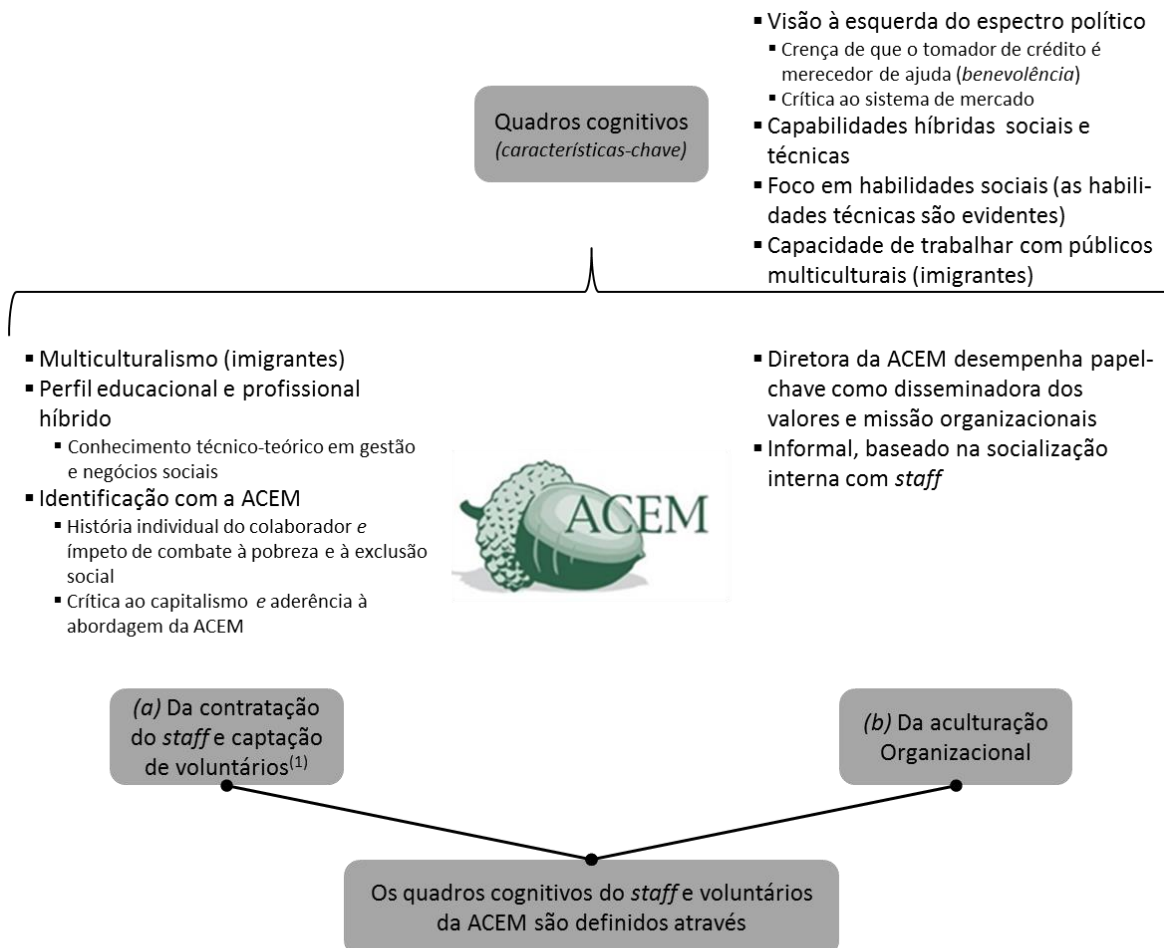 Quadros cognitivos
(características-chave)
▪ Visão à esquerda do espectro político
▪ Crença de que o tomador de crédito é
merecedor de ajuda (benevolência)
▪ Crítica ao sistema de mercado
▪ Capabilidades híbridas sociais e
técnicas
▪ Foco em habilidades sociais (as habili-
dades técnicas são evidentes)
▪ Capacidade de trabalhar com públicos
multiculturais (imigrantes)
▪ Multiculturalismo (imigrantes)
▪ Perfil educacional e profissional
híbrido
▪ Conhecimento técnico-teórico em gestão
e negócios sociais
▪ Identificação com a ACEM
▪ História individual do colaborador e
ímpeto de combate à pobreza e à exclusão
social
▪ Crítica ao capitalismo e aderência à
abordagem da ACEM
ACEM
▪ Diretora da ACEM desempenha papel-
chave como disseminadora dos
valores e missão organizacionais
▪ Informal, baseado na socialização
interna com staff
(a) Da contratação
do staff e captação
de voluntários(1)
(b) Da aculturação
Organizacional
Os quadros cognitivos do staff e voluntários
da ACEM são definidos através